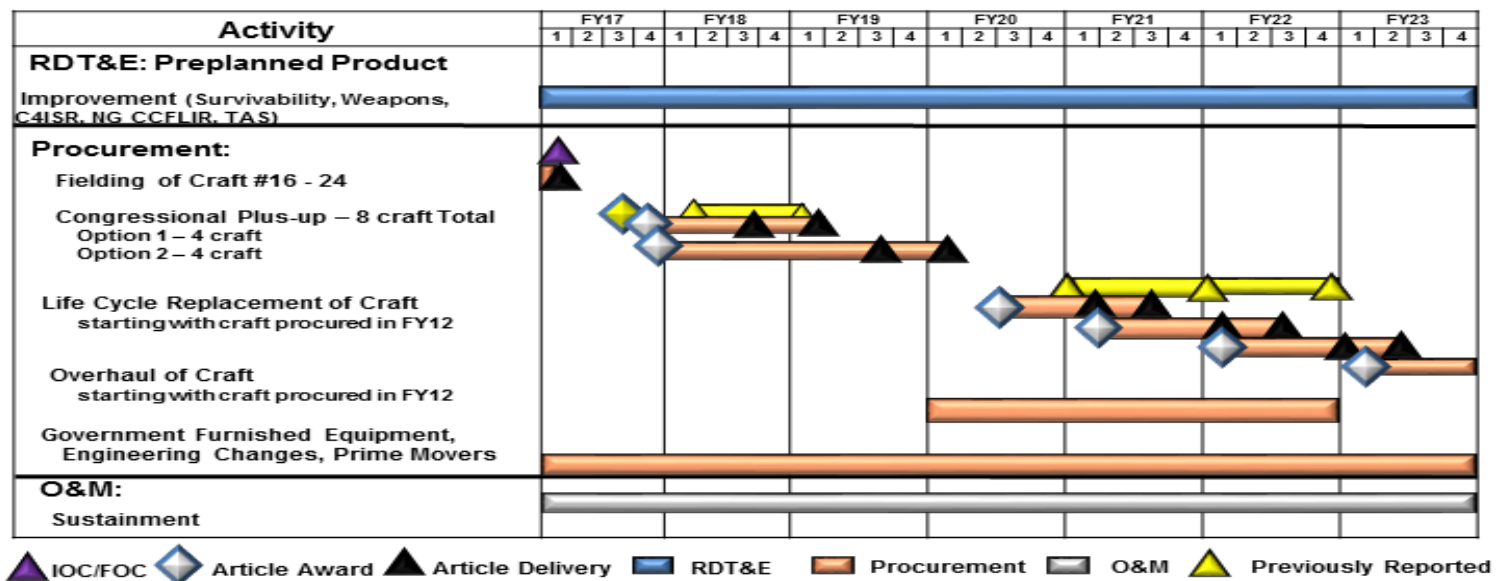 Activity
FY17 FY18 FY19 FY20 FY21 FY22 FY23
1 2 3 4 1 2 3 4 1 2 3 4 1 2 3 4 1 2 3 4 1 2 3 4 1 2 3 4
RDT&E: Preplanned Product
Improvement (Survivability, Weapons,
C4ISR, NG CCFLIR, TAS)
Procurement:
Fielding of Craft #16 - 24
Congressional Plus-up – 8 craft Total
Option 1 – 4 craft
Option 2 – 4 craft
Life Cycle Replacement of Craft
starting with craft procured in FY12
Overhaul of Craft
starting with craft procured in FY12
Government Furnished Equipment,
Engineering Changes, Prime Movers
O&M:
Sustainment
IOC/FOC Article Award Article Delivery RDT&E Procurement O&M Previously Reported